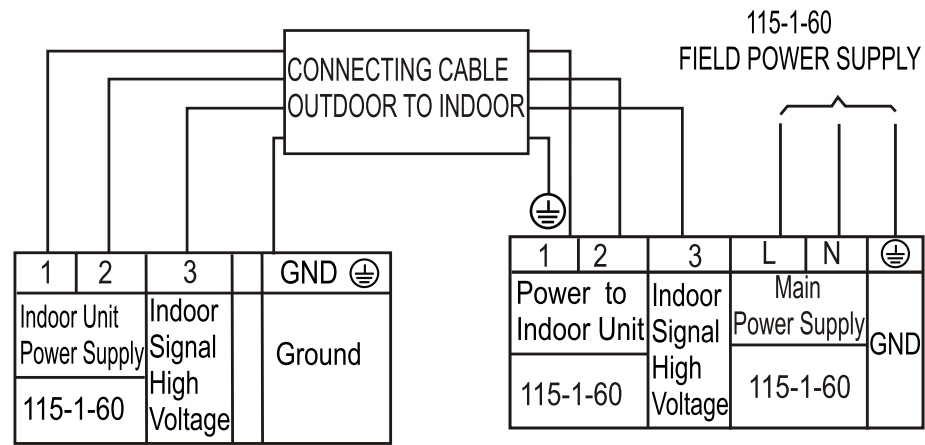 115-1-60
FIELD POWER SUPPLY
CONNECTING CABLE
OUTDOOR TO INDOOR
1 2 3 GND
Indoor Unit
Power Supply
115-1-60
Indoor
Signal
High
Voltage
Ground
1 2 3 L N
Power to
Indoor Unit
115-1-60
Indoor
Signal
High
Voltage
Main
Power Supply
115-1-60
GND